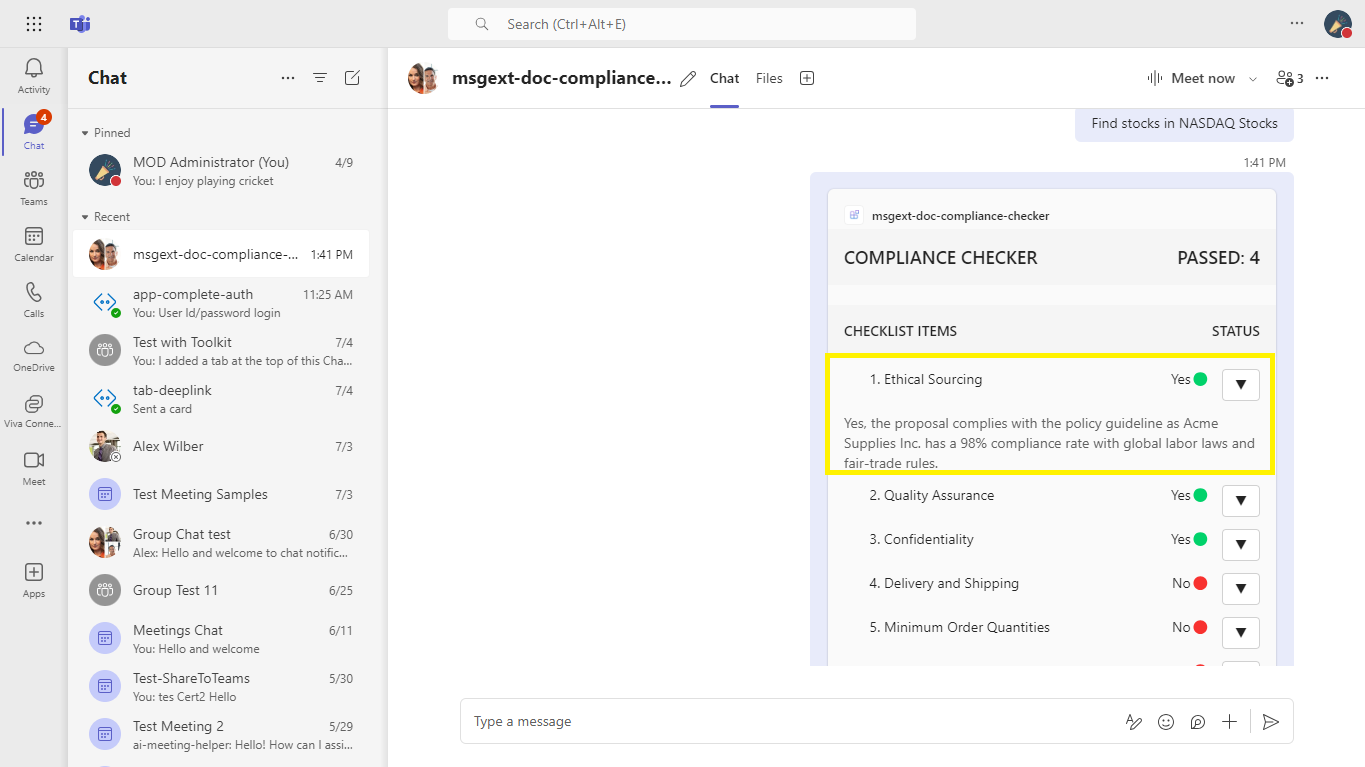 Search (Ctrl+Alt+E)
Activity
4
Chat
Teams
Calendar
Calls
OneDrive
Viva Conne...
Meet
Apps
Chat
Pinned
MOD Administrator (You) 4/9
You: I enjoy playing cricket
Recent
msgext-doc-compliance-... 1:41 PM
app-complete-auth 11:25 AM
You: User Id/password login
Test with Toolkit 7/4
You: I added a tab at the top of this Cha...
tab-deeplink 7/4
Sent a card
Alex Wilber 7/3
Test Meeting Samples 7/3
Group Chat test 6/30
Alex: Hello and welcome to chat notific...
Group Test 11 6/25
Meetings Chat 6/11
You: Hello and welcome
Test-ShareToTeams 5/30
You: tes Cert2 Hello
Test Meeting 2 5/29
ai-meeting-helper: Hello! How can I assi...
msgext-doc-compliance... Chat Files Meet now 3
Find stocks in NASDAQ Stocks
1:41 PM
msgext-doc-compliance-checker
COMPLIANCE CHECKER PASSED: 4
CHECKLIST ITEMS STATUS
1. Ethical Sourcing Yes
Yes, the proposal complies with the policy guideline as Acme
Supplies Inc. has a 98% compliance rate with global labor laws and
fair-trade rules.
2. Quality Assurance Yes
3. Confidentiality Yes
4. Delivery and Shipping No
5. Minimum Order Quantities No
Type a message